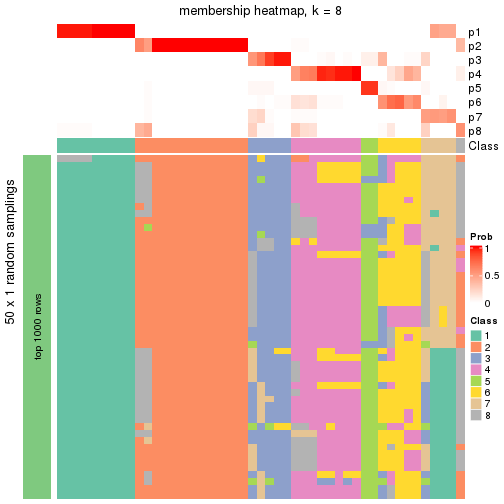 membership heatmap, k = 8
p1
p2
p3
p4
p5
p6
p7
p8
Class
50 x 1 random samplings
top 1000 rows
Prob
1
0.5
0
Class
1
2
3
4
5
6
7
8